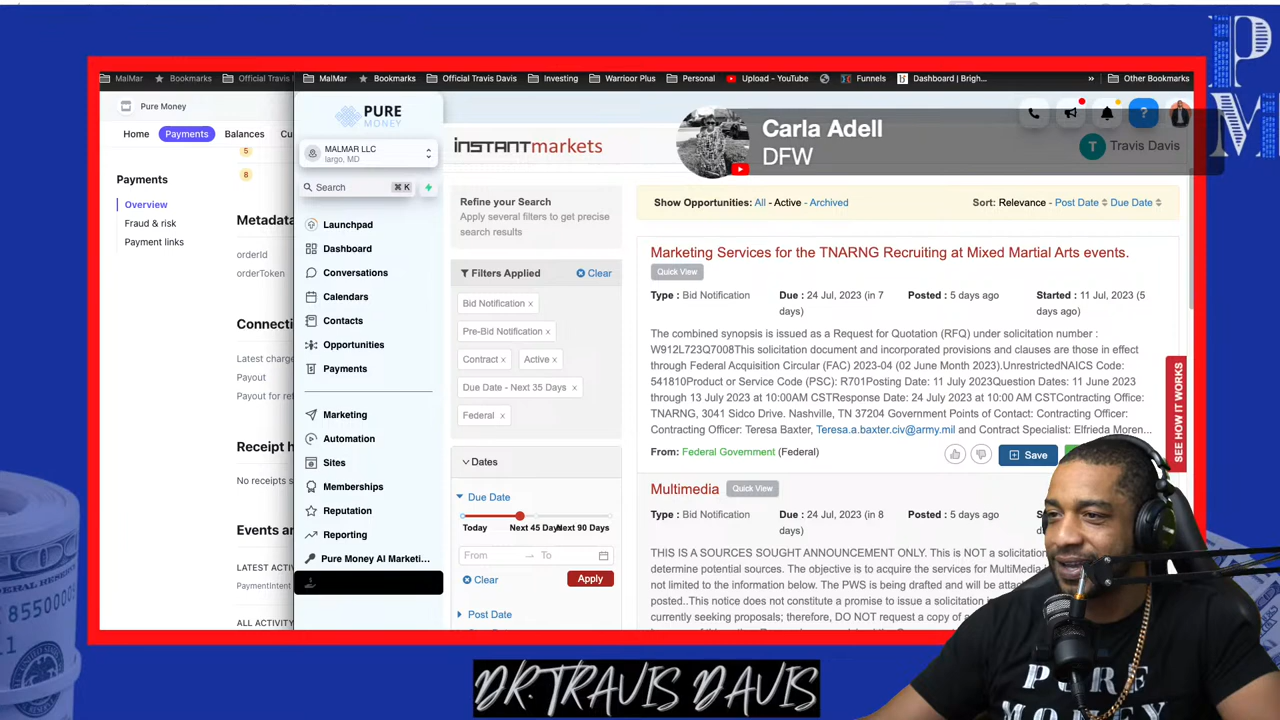 MalMar
Bookmarks
Official Travis
MalMar
Bookmarks
Official Travis Davis
Investing
Warrioor Plus
Personal
Upload - YouTube
Funnels
Dashboard | Brigh...
»
Other Bookmarks
Pure Money
Home
Payments
Balances
Cu
5
8
Payments
Overview
Fraud & risk
Payment links
Metadata
orderId
orderToken
Connecti
Latest charge
Payout
Payout for ret
Receipt h
No receipts s
Events an
LATEST ACTIV
PaymentIntent
ALL ACTIVITY
PURE
MONEY
MALMAR LLC
largo, MD
Search
⌘ K
Launchpad
Dashboard
Conversations
Calendars
Contacts
Opportunities
Payments
Marketing
Automation
Sites
Memberships
Reputation
Reporting
Pure Money AI Marketi...
INSTANTmarkets
Carla Adell
DFW
?
T Travis Davis
Refine your Search
Apply several filters to get precise
search results
Filters Applied
Clear
Bid Notification x
Pre-Bid Notification x
Contract x
Active x
Due Date - Next 35 Days x
Federal x
Dates
Due Date
Today
Next 45 Days
Next 90 Days
From → To
Clear
Apply
Post Date
Show Opportunities: All - Active - Archived
Sort: Relevance - Post Date Due Date
Marketing Services for the TNARNG Recruiting at Mixed Martial Arts events.
Quick View
Type : Bid Notification
Due : 24 Jul, 2023 (in 7
days)
Posted : 5 days ago
Started : 11 Jul, 2023 (5
days ago)
The combined synopsis is issued as a Request for Quotation (RFQ) under solicitation number :
W912L723Q7008This solicitation document and incorporated provisions and clauses are those in effect
through Federal Acquisition Circular (FAC) 2023-04 (02 June Month 2023).UnrestrictedNAICS Code:
541810Product or Service Code (PSC): R701Posting Date: 11 July 2023Question Dates: 11 June 2023
through 13 July 2023 at 10:00AM CSTResponse Date: 24 July 2023 at 10:00 AM CSTContracting Office:
TNARNG, 3041 Sidco Drive. Nashville, TN 37204 Government Points of Contact: Contracting Officer:
Contracting Officer: Teresa Baxter, Teresa.a.baxter.civ@army.mil and Contract Specialist: Elfrieda Moren...
From: Federal Government (Federal)
Save
SEE HOW IT WORKS
Multimedia
Quick View
Type : Bid Notification
Due : 24 Jul, 2023 (in 8
days)
Posted : 5 days ago
THIS IS A SOURCES SOUGHT ANNOUNCEMENT ONLY. This is NOT a solicitation
determine potential sources. The objective is to acquire the services for MultiMedia
not limited to the information below. The PWS is being drafted and will be attac
posted..This notice does not constitute a promise to issue a solicitation in
currently seeking proposals; therefore, DO NOT request a copy of
PM
PURE
MONEY
DR. TRAVIS DAVIS